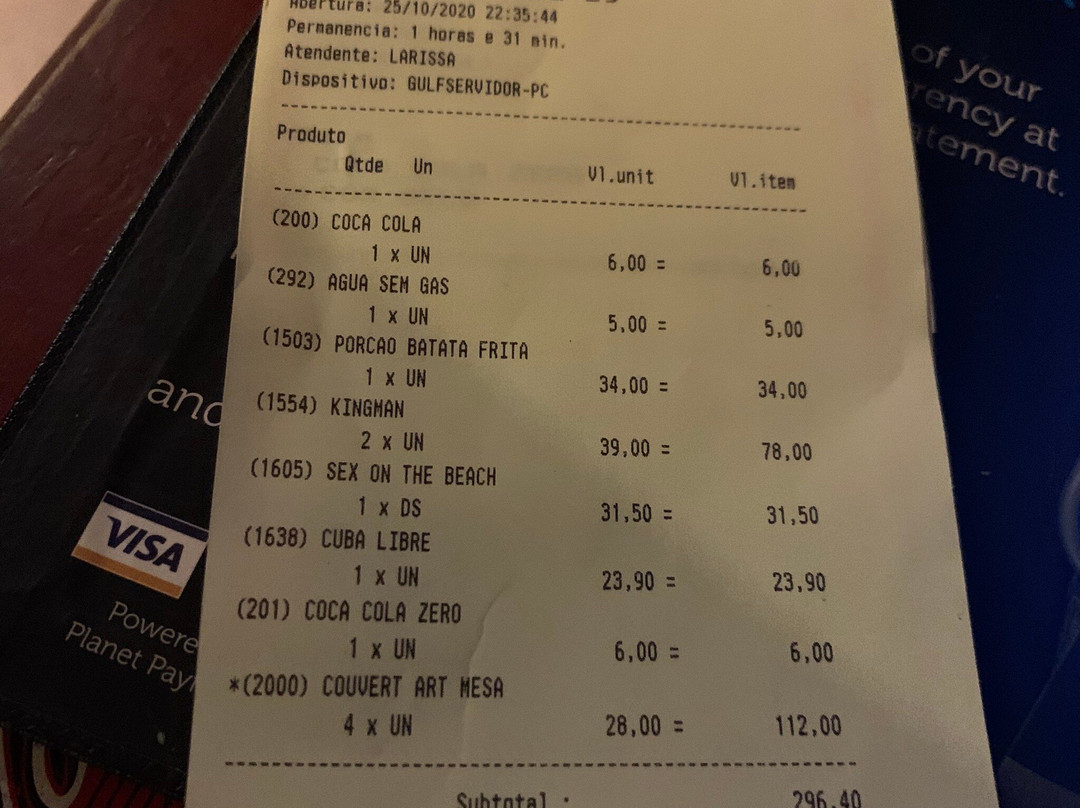 Abertura: 25/10/2020 22:35:44
Permanencia: 1 horas e 31 min.
Atendente: LARISSA
Dispositivo: GULFSERVIDOR-PC
Produto
Qtde Un Vl.unit Vl.item
(200) COCA COLA
1 x UN 6,00 = 6,00
(292) AGUA SEM GAS
1 x UN 5,00 = 5,00
(1503) PORCAO BATATA FRITA
1 x UN 34,00 = 34,00
(1554) KINGMAN
2 x UN 39,00 = 78,00
(1605) SEX ON THE BEACH
1 x DS 31,50 = 31,50
(1638) CUBA LIBRE
1 x UN 23,90 = 23,90
(201) COCA COLA ZERO
1 x UN 6,00 = 6,00
*(2000) COUVERT ART MESA
4 x UN 28,00 = 112,00
Subtotal : 296,40
and
VISA
Powere
Planet Pay
of your
rency at
atement.